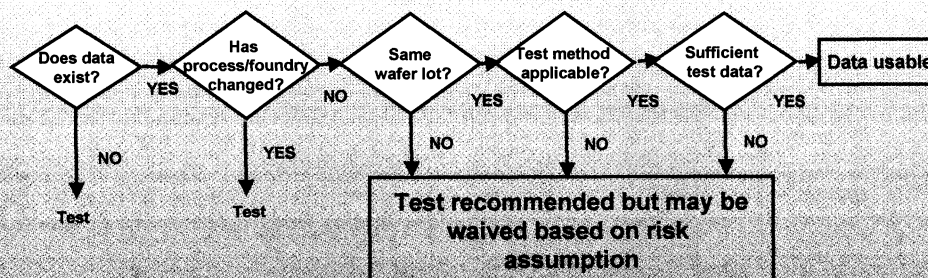 Does data
exist?
YES
NO
Test
Has
process/foundry
changed?
NO
YES
Test
Same
wafer lot?
YES
NO
Test method
applicable?
YES
NO
Sufficient
test data?
YES
NO
Data usable
Test recommended but may be
waived based on risk
assumption